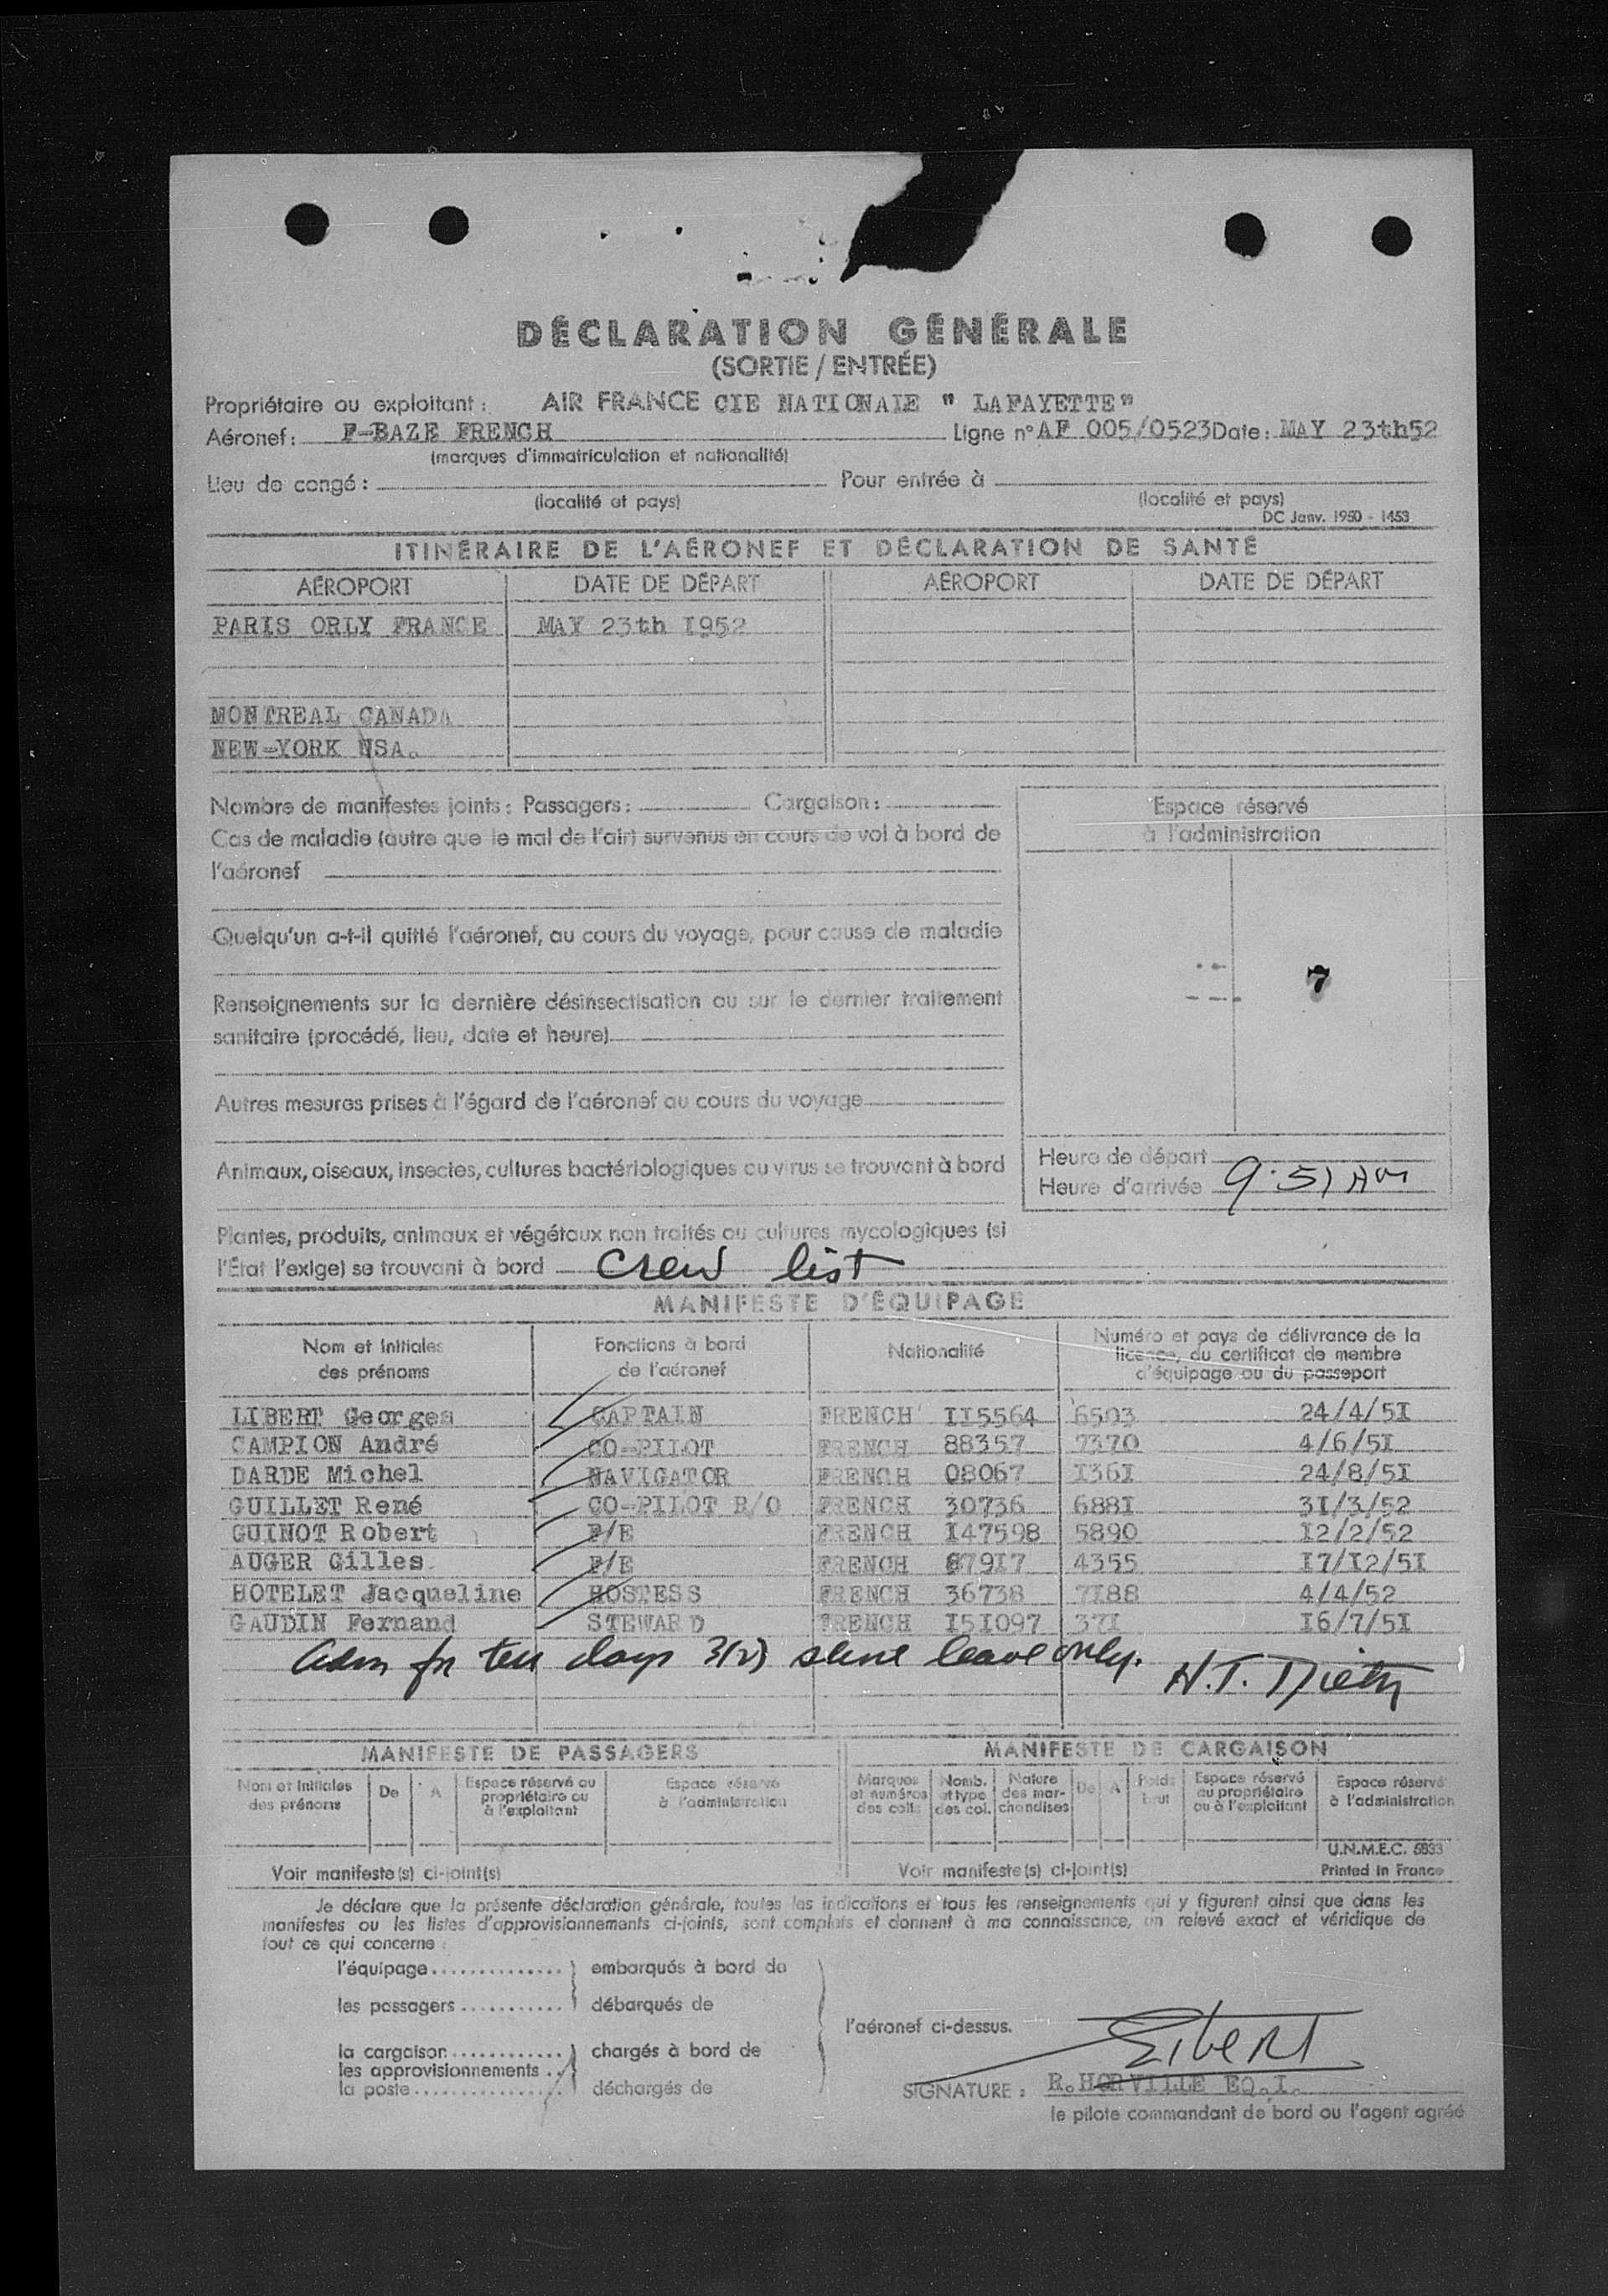 DÉCLARATION GÉNÉRALE
(SORTIE / ENTRÉE)
Propriétaire ou exploitant : AIR FRANCE CIE NATIONAIE " LAFAYETTE"
Aéronef : F-BAZE FRENCH Ligne n° AF 005/0523 Date : MAY 23th52
(marques d'immatriculation et nationalité)
Lieu de congé : Pour entrée à
(localité et pays) (localité et pays)
DC Janv. 1950 - 1453
ITINÉRAIRE DE L'AÉRONEF ET DÉCLARATION DE SANTÉ
AÉROPORT DATE DE DÉPART AÉROPORT DATE DE DÉPART
PARIS ORLY FRANCE MAY 23th I952
MONTREAL CANADA
NEW-YORK USA.
Nombre de manifestes joints : Passagers : Cargaison : Espace réservé
Cas de maladie (autre que le mal de l'air) survenus en cours de vol à bord de à l'administration
l'aéronef
Quelqu'un a-t-il quitté l'aéronef, au cours du voyage, pour cause de maladie
7
Renseignements sur la dernière désinsectisation ou sur le dernier traitement
sanitaire (procédé, lieu, date et heure)
Autres mesures prises à l'égard de l'aéronef au cours du voyage
Animaux, oiseaux, insectes, cultures bactériologiques ou virus se trouvant à bord
Heure de départ
Heure d'arrivée 9:51 AM
Plantes, produits, animaux et végétaux non traités ou cultures mycologiques (si
l'État l'exige) se trouvant à bord crew list
MANIFESTE D'ÉQUIPAGE
Nom et Initiales des prénoms Fonctions à bord de l'aéronef Nationalité Numéro et pays de délivrance de la licence, du certificat de membre d'équipage ou du passeport
LIBERT Georges CAPTAIN FRENCH II5564 6503 24/4/5I
CAMPION André CO-PILOT FRENCH 88357 7370 4/6/5I
DARDE Michel NAVIGATOR FRENCH 08067 I36I 24/8/5I
GUILLET René CO-PILOT R/O FRENCH 30736 688I 3I/3/52
GUINOT Robert F/E FRENCH I47598 5890 I2/2/52
AUGER Gilles F/E FRENCH 879I7 4355 I7/I2/5I
HOTELET Jacqueline HOSTESS FRENCH 36738 7I88 4/4/52
GAUDIN Fernand STEWARD FRENCH I5I097 37I I6/7/5I
Adm for ten days 3(2) shore leave only.
MANIFESTE DE PASSAGERS MANIFESTE DE CARGAISON
Nom et Initiales des prénoms De A Espace réservé au propriétaire ou à l'exploitant Espace réservé à l'administration Marques et numéros des colis Nomb. et type des col. Nature des marchandises De A Poids brut Espace réservé au propriétaire ou à l'exploitant Espace réservé à l'administration
U.N.M.E.C. 5833
Voir manifeste(s) ci-joint(s) Voir manifeste(s) ci-joint(s) Printed in France
Je déclare que la présente déclaration générale, toutes les indications et tous les renseignements qui y figurent ainsi que dans les
manifestes ou les listes d'approvisionnements ci-joints, sont complets et donnent à ma connaissance, un relevé exact et véridique de
tout ce qui concerne :
l'équipage .............. embarqués à bord de
les passagers ........... débarqués de
l'aéronef ci-dessus.
la cargaison ............ chargés à bord de
les approvisionnements ..
la poste ................ déchargés de
Libert
SIGNATURE : R.HORVILLE EQ.I.
le pilote commandant de bord ou l'agent agréé